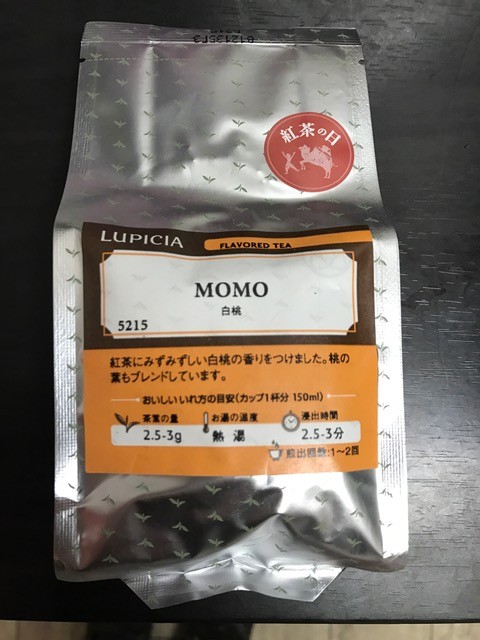 紅茶の日
LUPICIA
FLAVORED TEA
MOMO
白桃
5215
紅茶にみずみずしい白桃の香りをつけました。桃の
葉もブレンドしています。
おいしい いれ方の目安(カップ1杯分 150ml)
茶葉の量 お湯の温度 浸出時間
2.5-3g 熱湯 2.5-3分
煎出回数:1〜2回